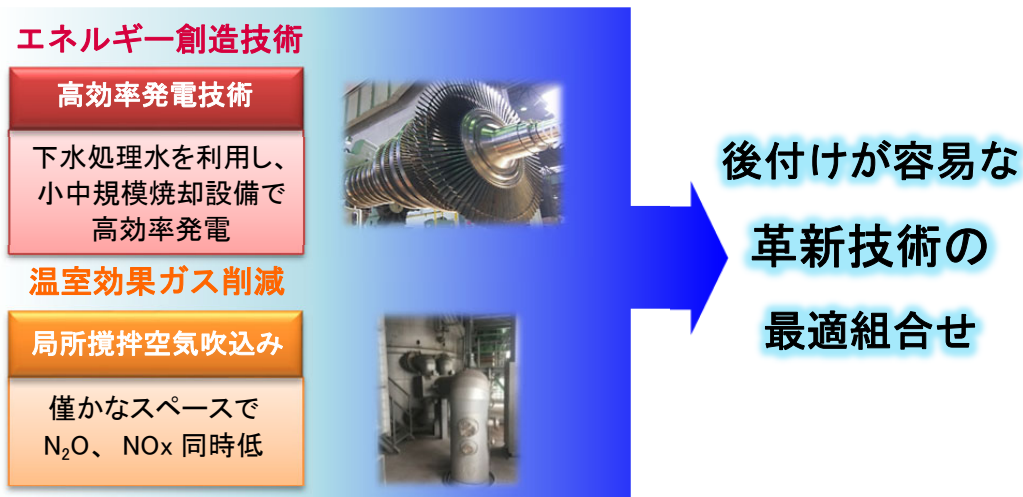 エネルギー創造技術
高効率発電技術
下水処理水を利用し、
小中規模焼却設備で
高効率発電
温室効果ガス削減
局所撹拌空気吹込み
僅かなスペースで
N₂O、NOx 同時低
後付けが容易な
革新技術の
最適組合せ